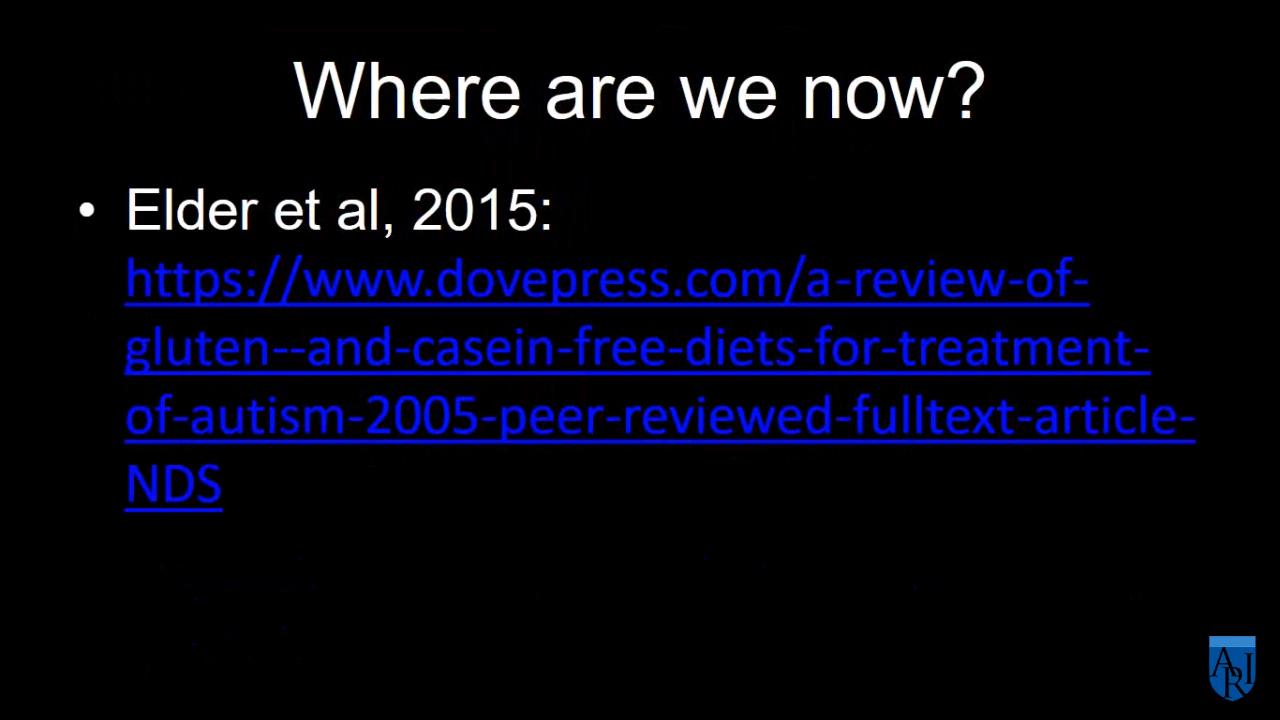 Where are we now?
• Elder et al, 2015:
https://www.dovepress.com/a-review-of-
gluten--and-casein-free-diets-for-treatment-
of-autism-2005-peer-reviewed-fulltext-article-
NDS
ARI